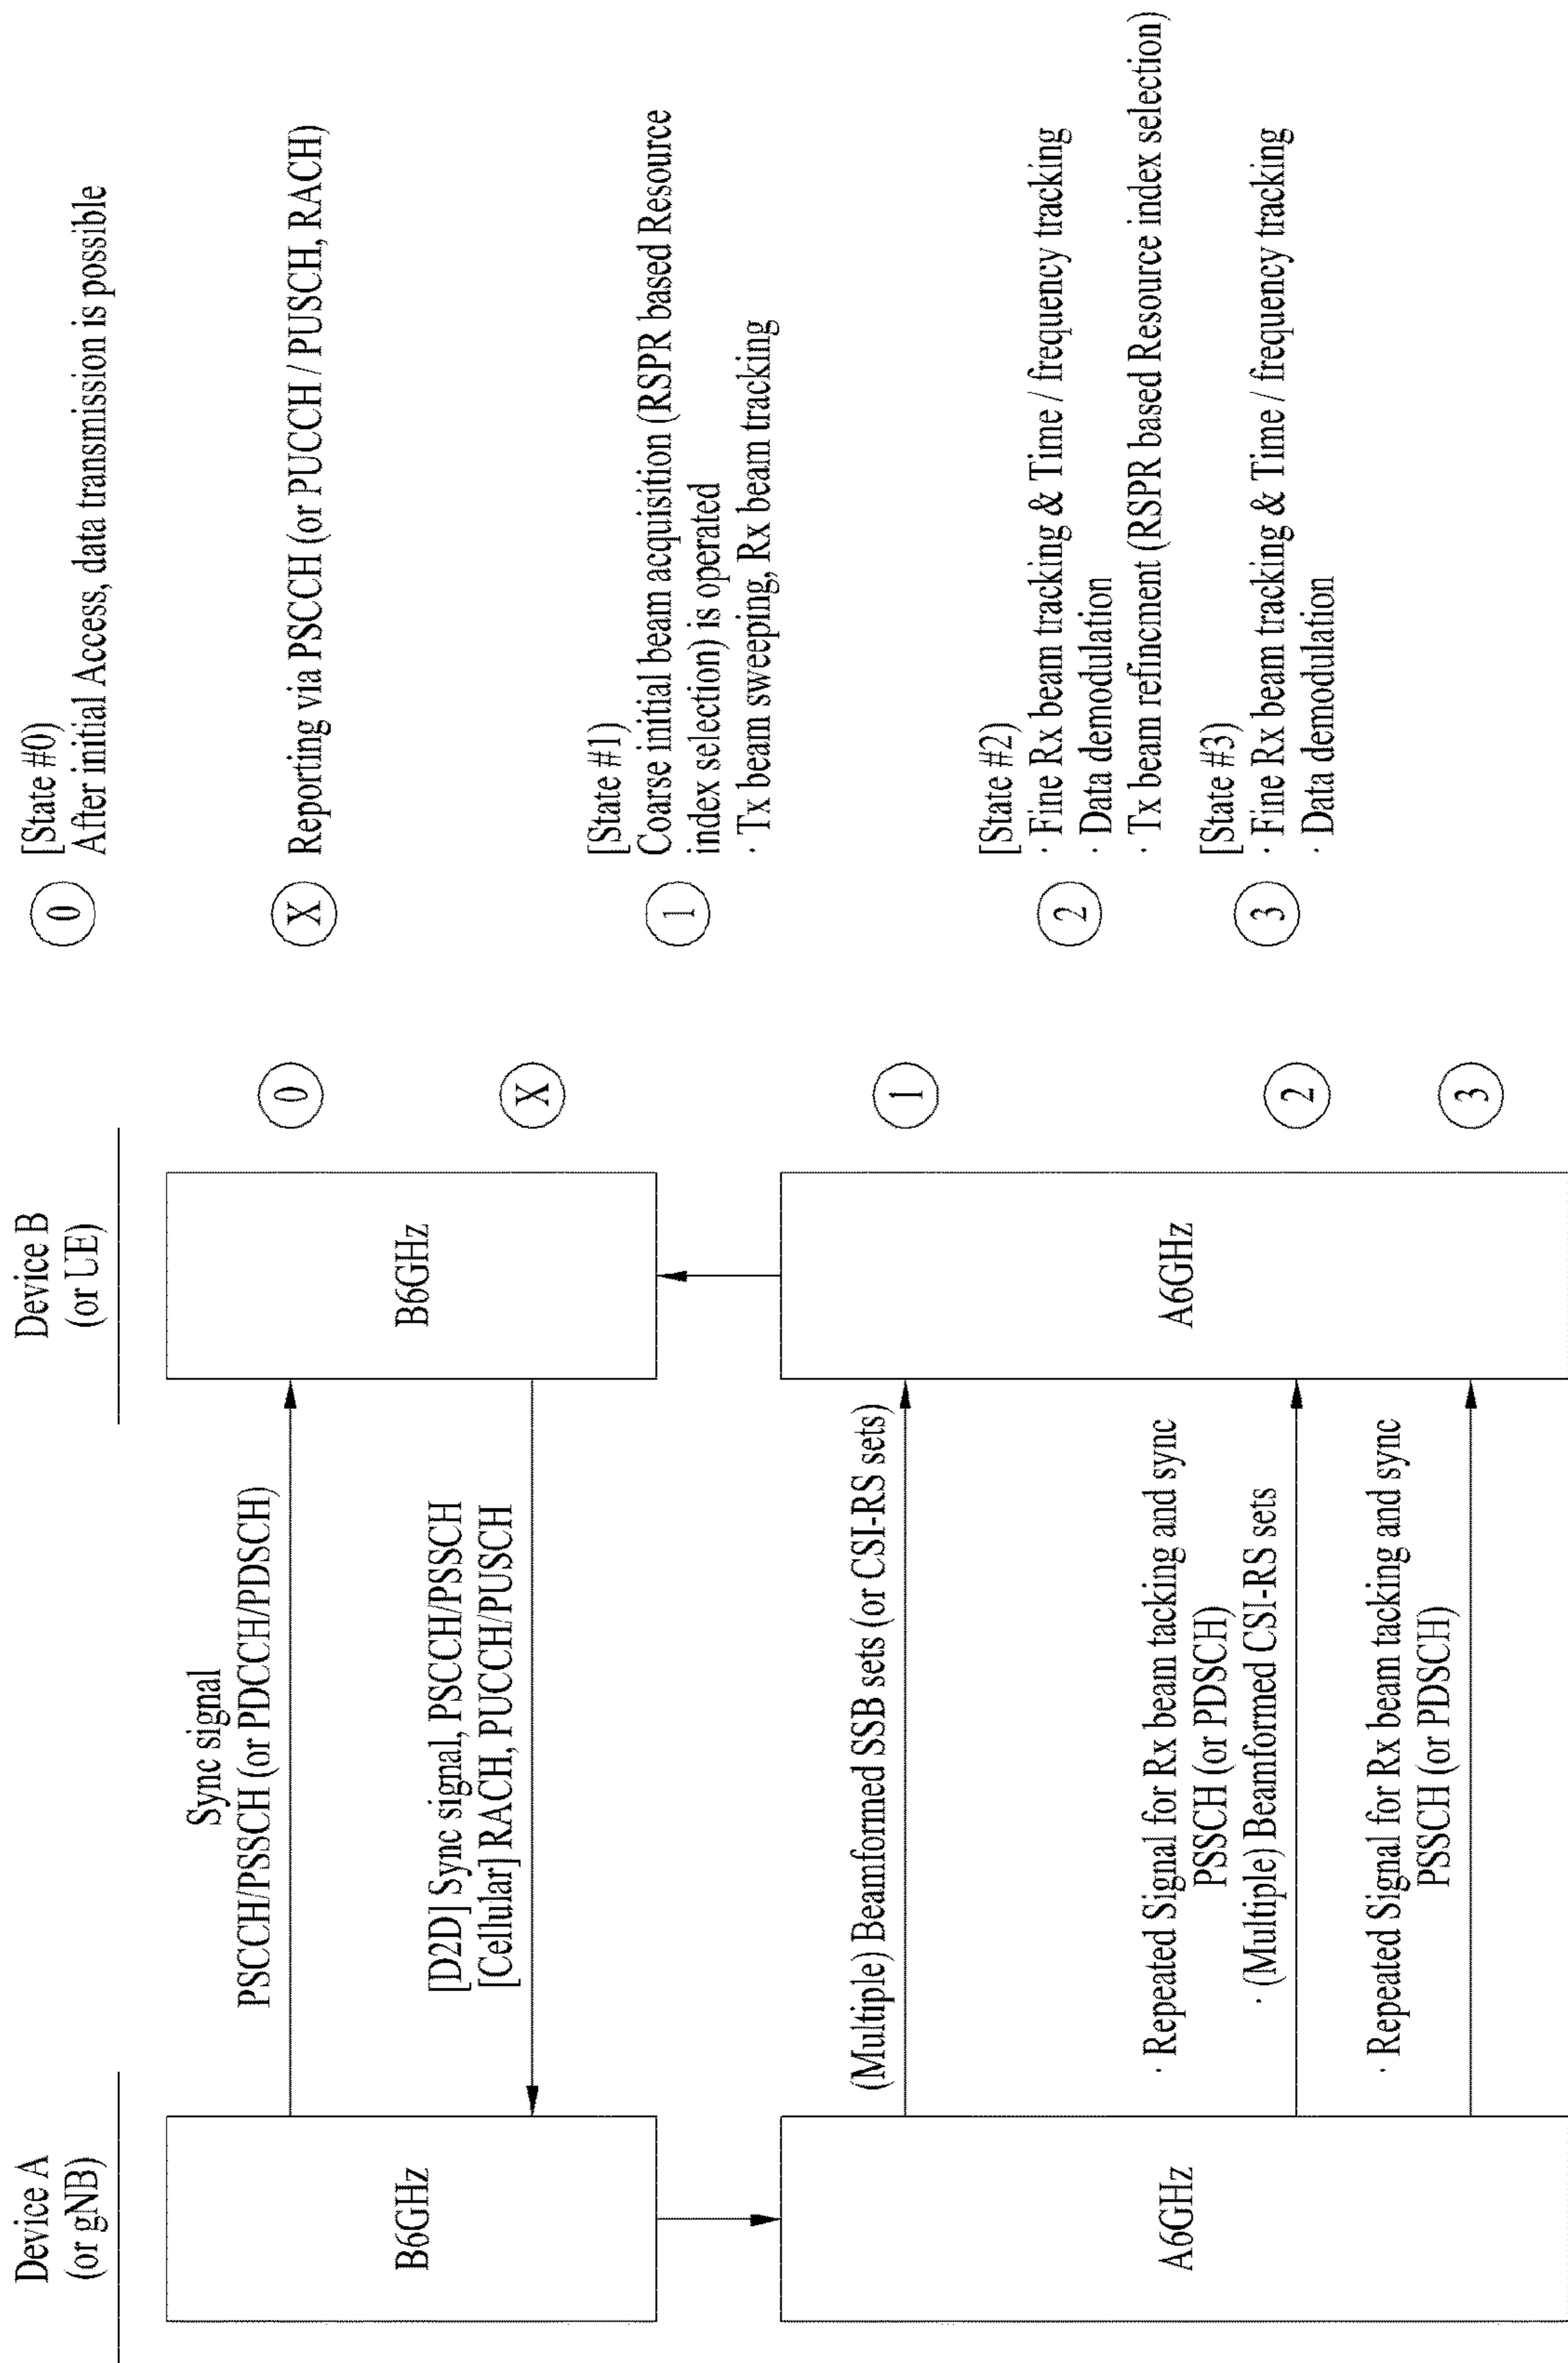 Device A
(or gNB)
Device B
(or UE)
B6GHz
Sync signal
PSCCH/PSSCH (or PDCCH/PDSCH)
[D2D] Sync signal, PSCCH/PSSCH
[Cellular] RACH, PUCCH/PUSCH
B6GHz
0
X
A6GHz
(Multiple) Beamformed SSB sets (or CSI-RS sets)
· Repeated Signal for Rx beam tacking and sync
PSSCH (or PDSCH)
· (Multiple) Beamformed CSI-RS sets
· Repeated Signal for Rx beam tacking and sync
PSSCH (or PDSCH)
A6GHz
1
2
3
0 [State #0)
After initial Access, data transmission is possible
X Reporting via PSCCH (or PUCCH / PUSCH, RACH)
1 [State #1)
Coarse initial beam acquisition (RSPR based Resource
index selection) is operated
· Tx beam sweeping, Rx beam tracking
2 [State #2)
· Fine Rx beam tracking & Time / frequency tracking
· Data demodulation
· Tx beam refinement (RSPR based Resource index selection)
3 [State #3)
· Fine Rx beam tracking & Time / frequency tracking
· Data demodulation